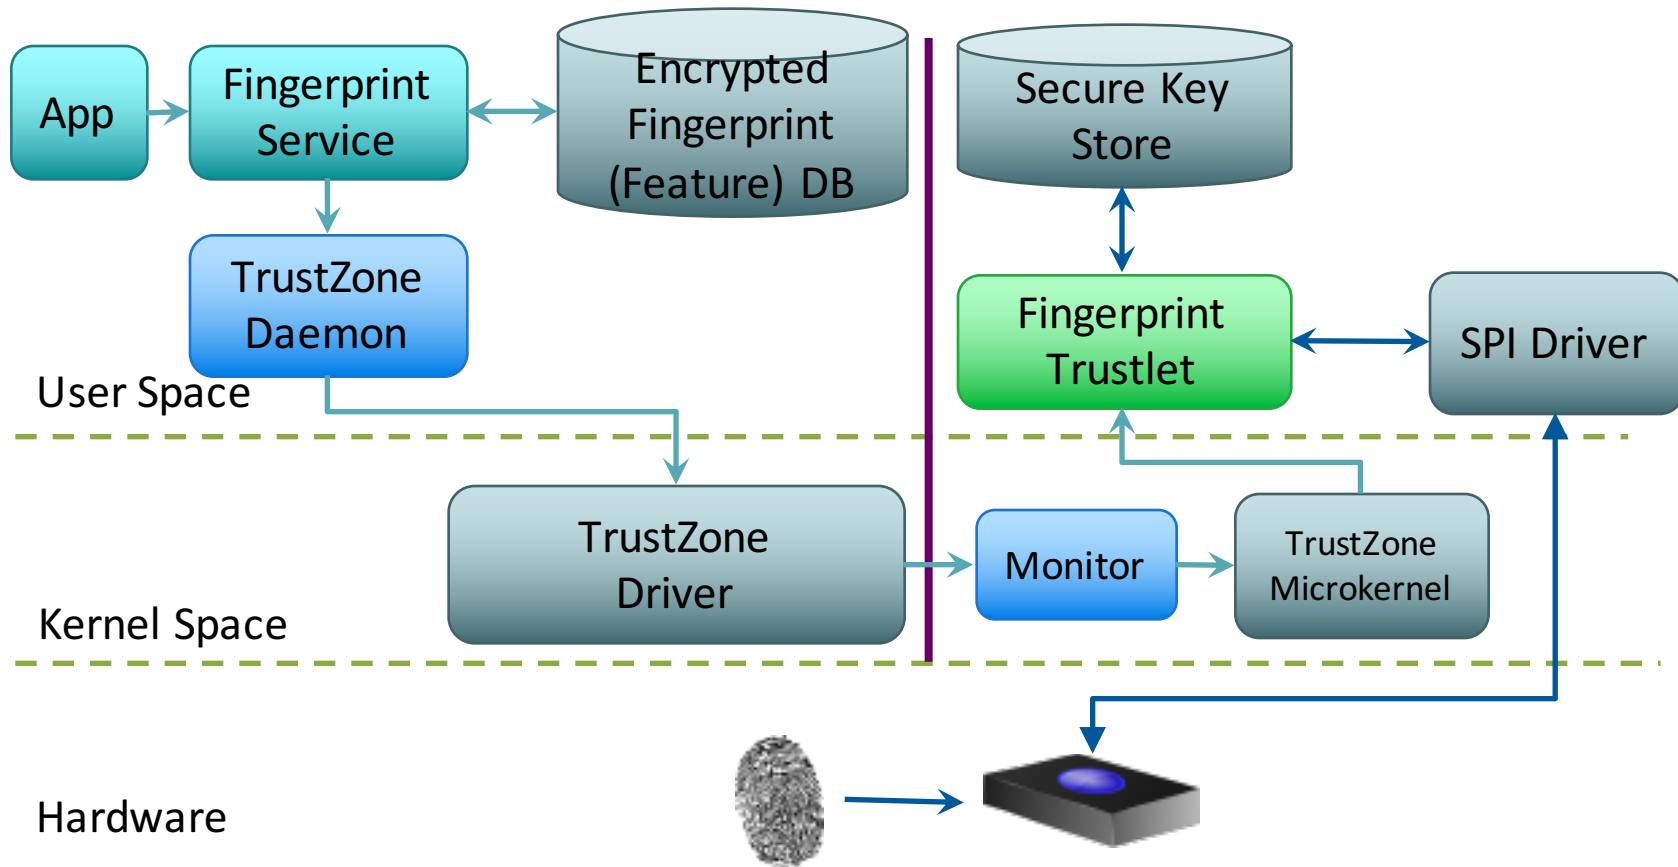 App
Fingerprint
Service
Encrypted
Fingerprint
(Feature) DB
Secure Key
Store
TrustZone
Daemon
Fingerprint
Trustlet
SPI Driver
User Space
TrustZone
Driver
Monitor
TrustZone
Microkernel
Kernel Space
Hardware